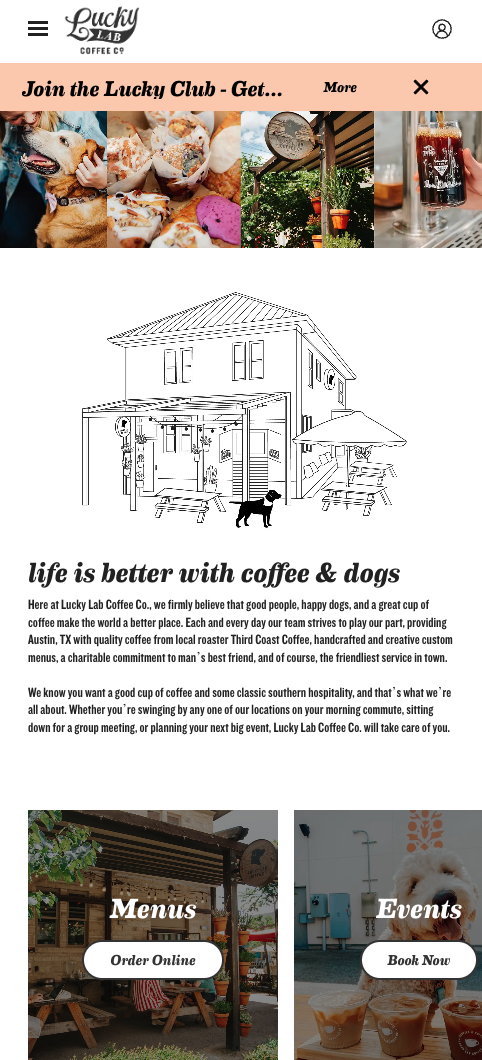 Lucky
LAB
COFFEE CO
Join the Lucky Club - Get... More
life is better with coffee & dogs
Here at Lucky Lab Coffee Co., we firmly believe that good people, happy dogs, and a great cup of
coffee make the world a better place. Each and every day our team strives to play our part, providing
Austin, TX with quality coffee from local roaster Third Coast Coffee, handcrafted and creative custom
menus, a charitable commitment to man's best friend, and of course, the friendliest service in town.
We know you want a good cup of coffee and some classic southern hospitality, and that's what we're
all about. Whether you're swinging by any one of our locations on your morning commute, sitting
down for a group meeting, or planning your next big event, Lucky Lab Coffee Co. will take care of you.
Menus
Order Online
Events
Book Now